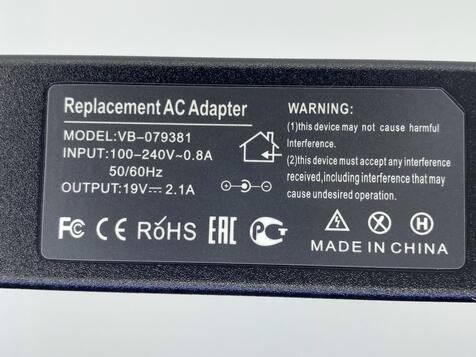 Replacement AC Adapter
MODEL:VB-079381
INPUT:100-240V~0.8A
50/60Hz
OUTPUT:19V⎓2.1A
FC CE RoHS EAC PCT
WARNING:
(1)this device may not cause harmful
Interference.
(2)this device must accept any interference
received,including interference that may
cause undesired operation.
H
MADE IN CHINA